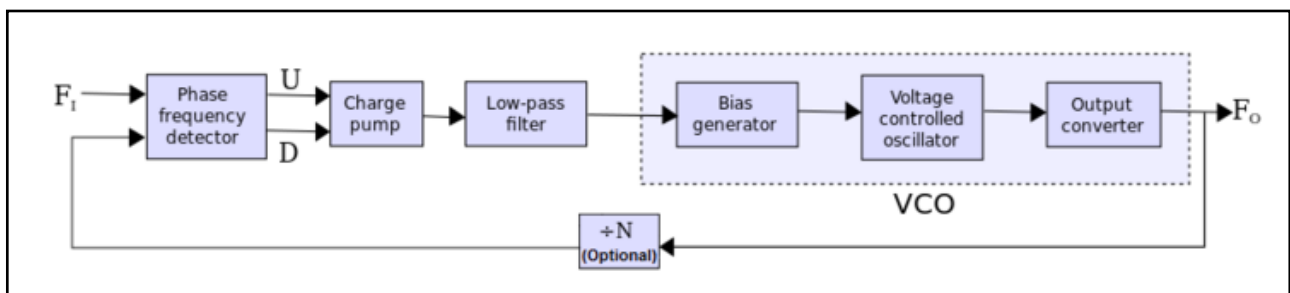 F_I
Phase
frequency
detector
U
D
Charge
pump
Low-pass
filter
Bias
generator
Voltage
controlled
oscillator
Output
converter
F_O
VCO
÷N
(Optional)